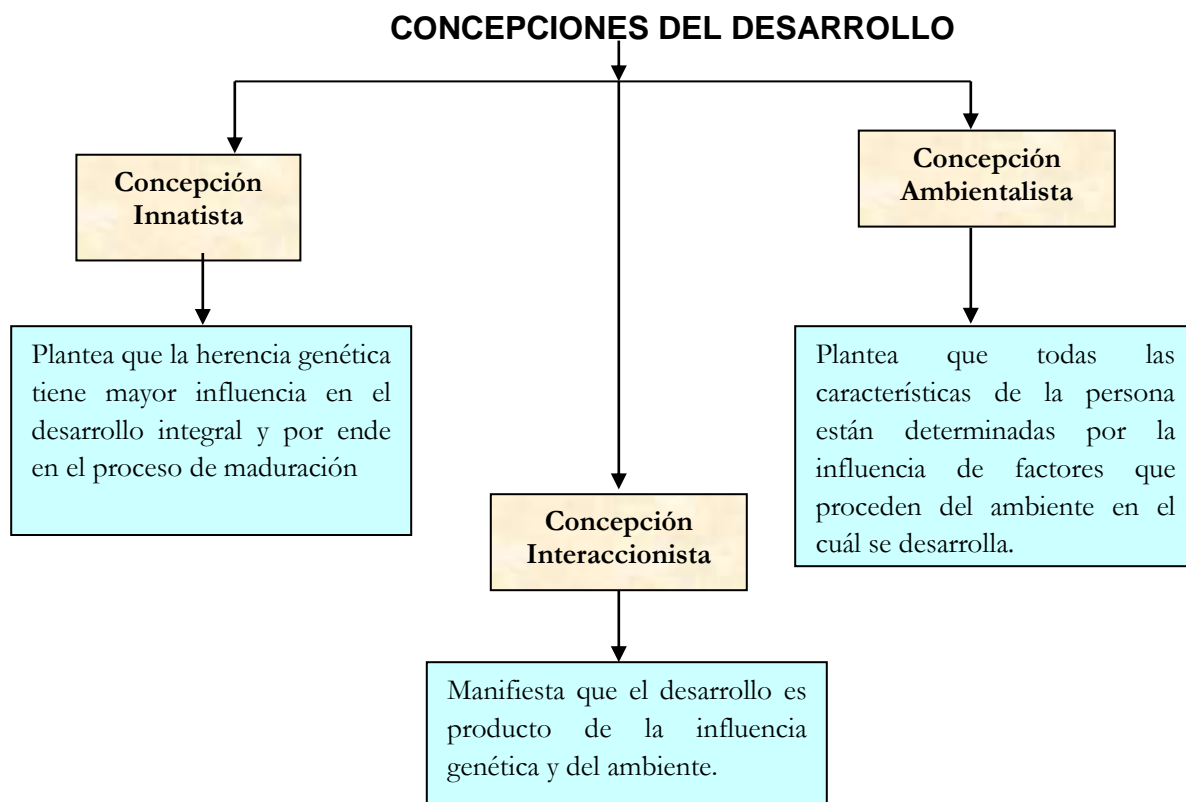 CONCEPCIONES DEL DESARROLLO
Concepción
Innatista
Plantea que la herencia genética
tiene mayor influencia en el
desarrollo integral y por ende
en el proceso de maduración
Concepción
Interaccionista
Manifiesta que el desarrollo es
producto de la influencia
genética y del ambiente.
Concepción
Ambientalista
Plantea que todas las
características de la persona
están determinadas por la
influencia de factores que
proceden del ambiente en el
cuál se desarrolla.